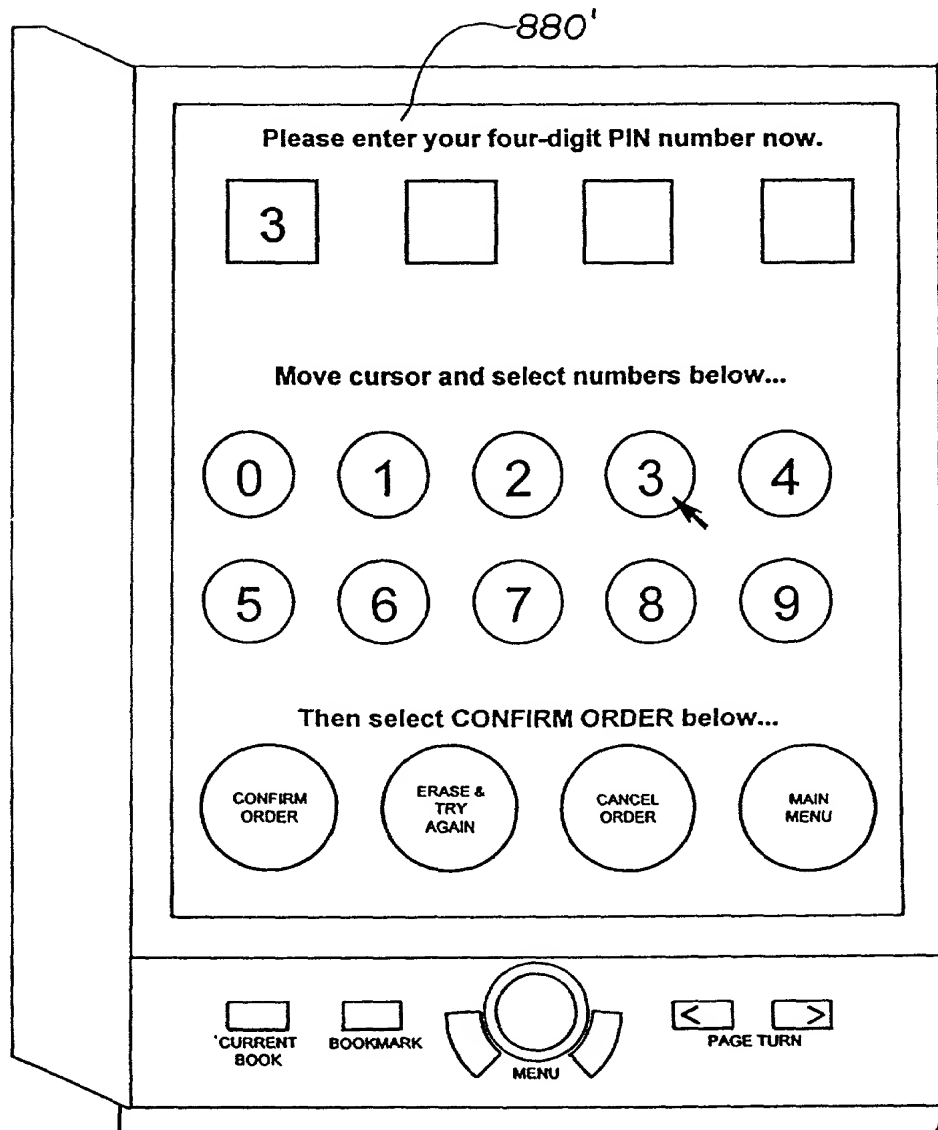 880'
Please enter your four-digit PIN number now.
3
Move cursor and select numbers below...
0 1 2 3 4
5 6 7 8 9
Then select CONFIRM ORDER below...
CONFIRM
ORDER
ERASE &
TRY
AGAIN
CANCEL
ORDER
MAIN
MENU
CURRENT
BOOK
BOOKMARK
MENU
< >
PAGE TURN